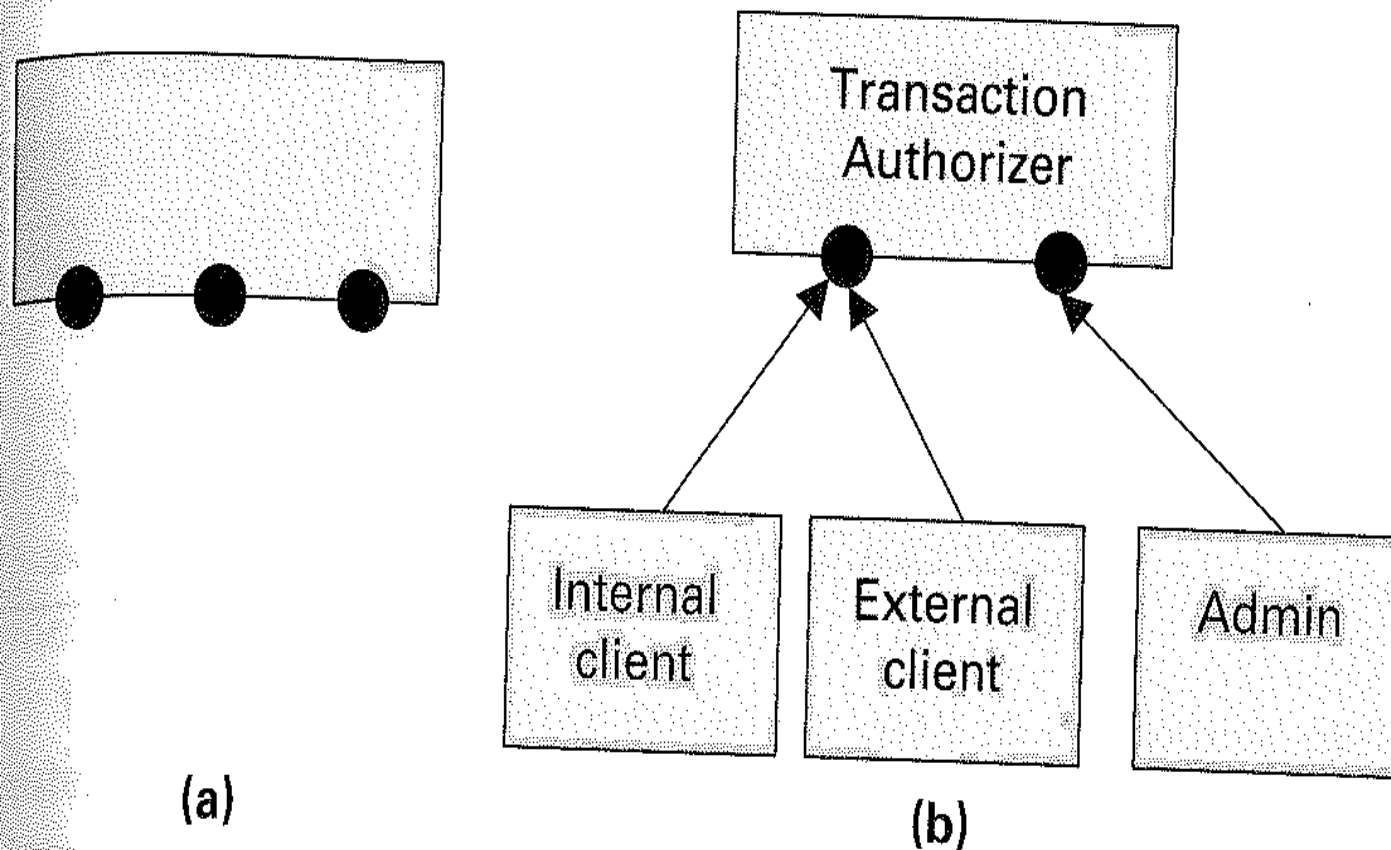 Transaction
Authorizer
Internal
client
External
client
Admin
(a)
(b)